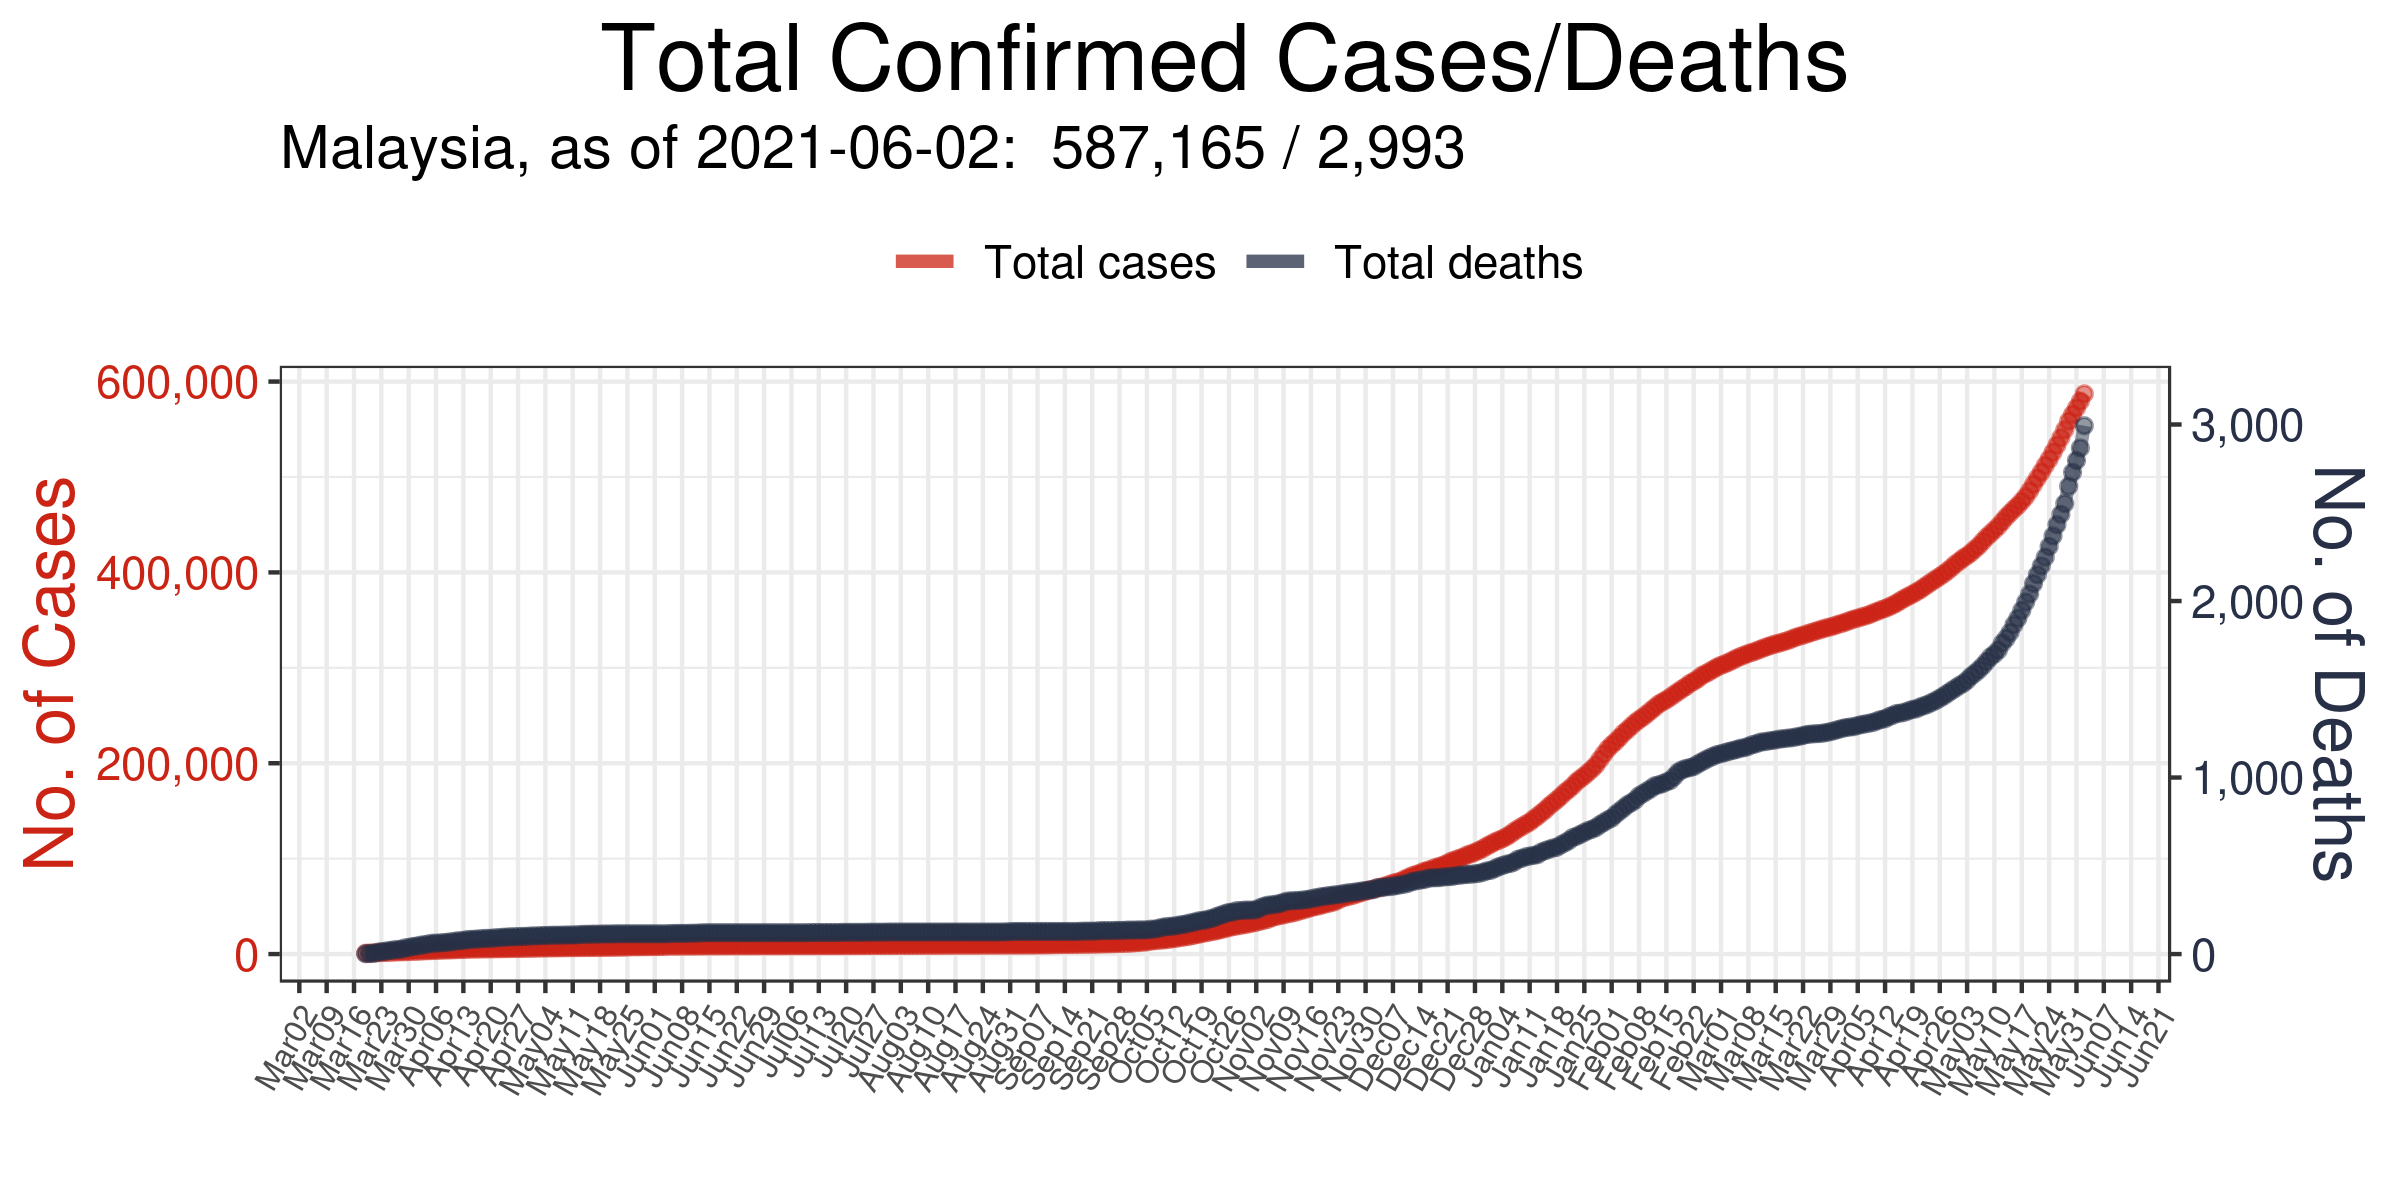 Total Confirmed Cases/Deaths
Malaysia, as of 2021-06-02:  587,165 / 2,993
Total cases
Total deaths
No. of Cases
600,000
400,000
200,000
0
3,000
2,000
1,000
0
No. of Deaths
Mar02
Mar09
Mar16
Mar23
Mar30
Apr06
Apr13
Apr20
Apr27
May04
May11
May18
May25
Jun01
Jun08
Jun15
Jun22
Jun29
Jul06
Jul13
Jul20
Jul27
Aug03
Aug10
Aug17
Aug24
Aug31
Sep07
Sep14
Sep21
Sep28
Oct05
Oct12
Oct19
Oct26
Nov02
Nov09
Nov16
Nov23
Nov30
Dec07
Dec14
Dec21
Dec28
Jan04
Jan11
Jan18
Jan25
Feb01
Feb08
Feb15
Feb22
Mar01
Mar08
Mar15
Mar22
Mar29
Apr05
Apr12
Apr19
Apr26
May03
May10
May17
May24
May31
Jun07
Jun14
Jun21